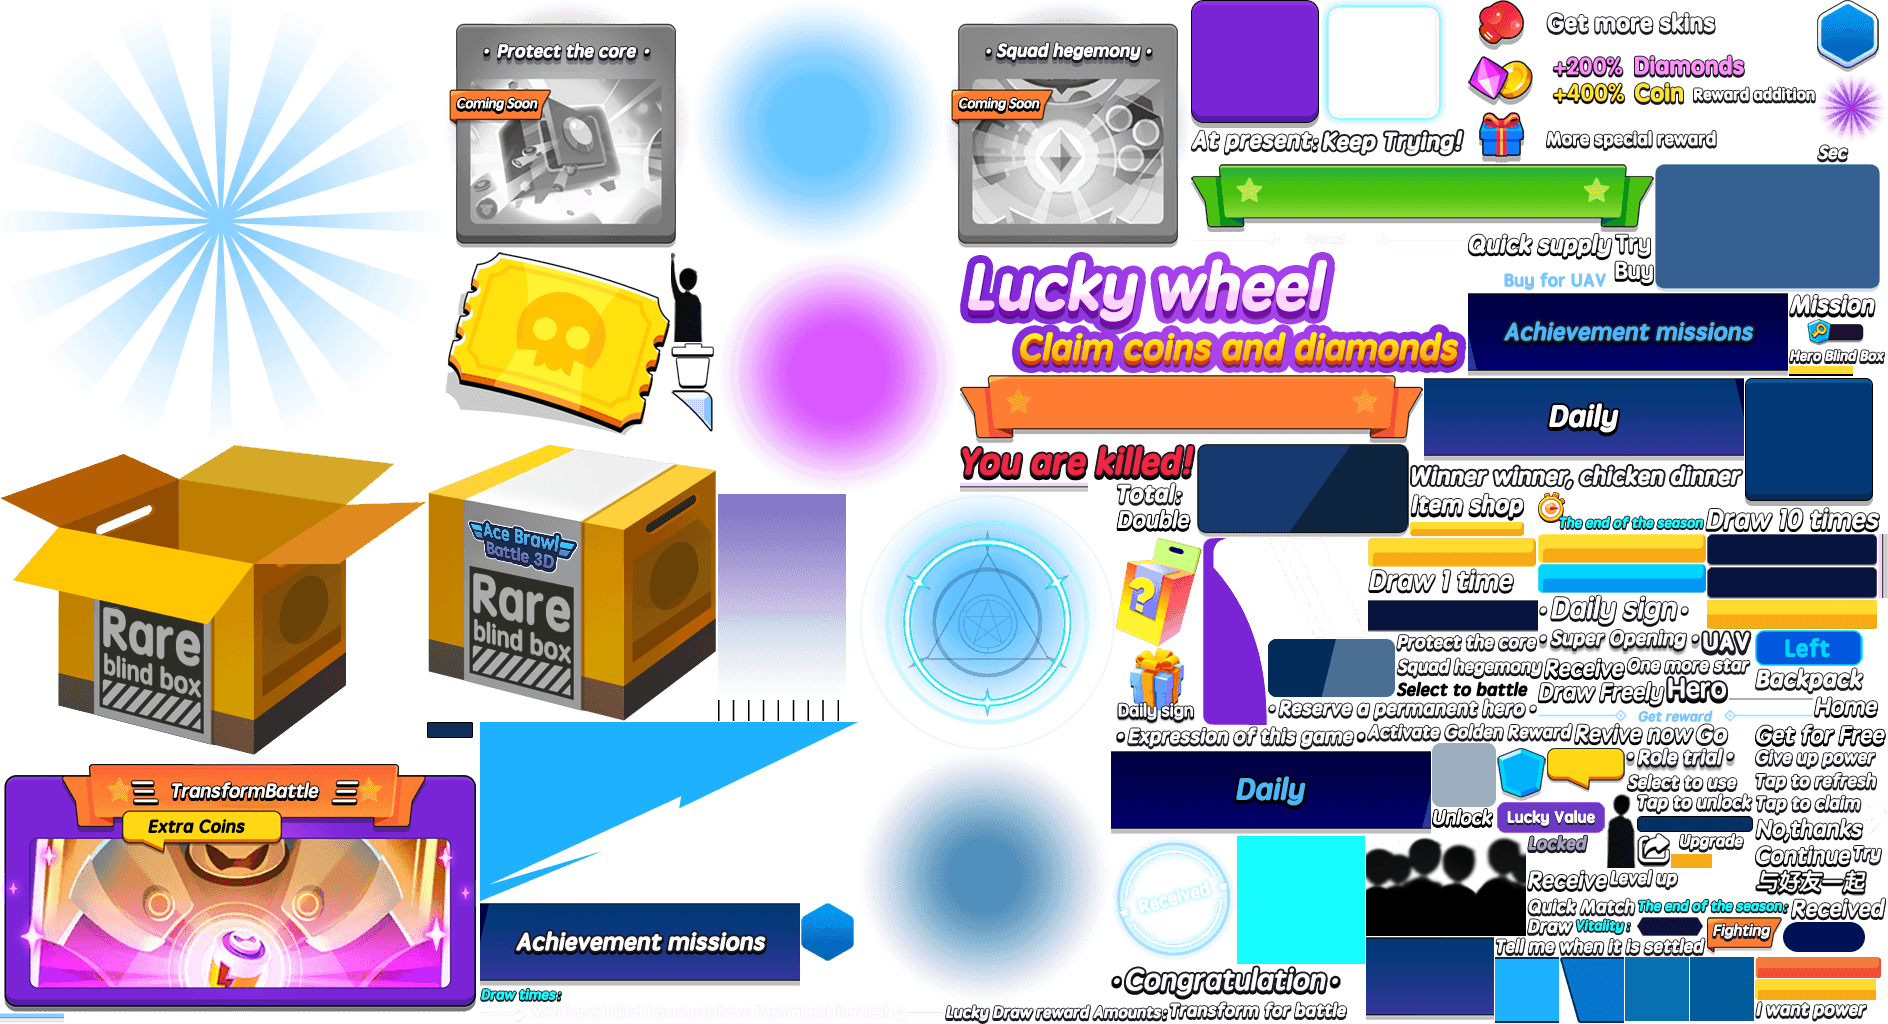 • Protect the core •
Coming Soon
• Squad hegemony •
Coming Soon
At present:
Keep Trying!
Get more skins
+200% Diamonds
+400% Coin Reward addition
More special reward
Sec
Quick supply
Try
Buy for UAV
Buy
Lucky wheel
Claim coins and diamonds
Achievement missions
Mission
Hero Blind Box
Daily
You are killed!
Total:
Double
Winner winner, chicken dinner
Item shop
The end of the season
Draw 10 times
Ace Brawl
Battle 3D
Rare
blind box
Rare
blind box
Draw 1 time
• Daily sign •
Protect the core
• Super Opening •
UAV
Left
Squad hegemony
Receive
One more star
Select to battle
Draw Freely
Hero
Backpack
Daily sign
• Reserve a permanent hero •
Get reward
Home
• Expression of this game •
Activate Golden Reward
Revive now
Go
Get for Free
• Role trial •
Give up power
Select to use
Tap to refresh
Daily
Unlock
Lucky Value
Tap to unlock
Tap to claim
TransformBattle
Extra Coins
Locked
Upgrade
No,thanks
Continue
Try
Receive
Level up
与好友一起
Received
Quick Match
The end of the season:
Received
Draw
Vitality:
Fighting
Tell me when it is settled
Achievement missions
• Congratulation •
Draw times:
Mentioned blind box must have Permanent heroes!
Lucky Draw reward Amounts:
Transform for battle
I want power